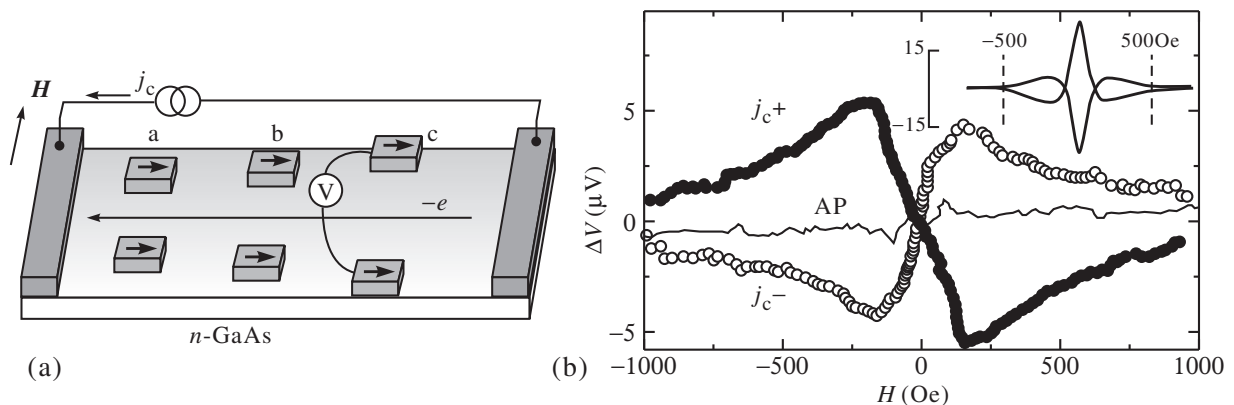 H
j_c
a
b
c
V
−e
n-GaAs
(a)
ΔV (μV)
5
0
−5
j_c+
AP
j_c−
15
−15
−500
500Oe
−1000
−500
0
500
1000
H (Oe)
(b)